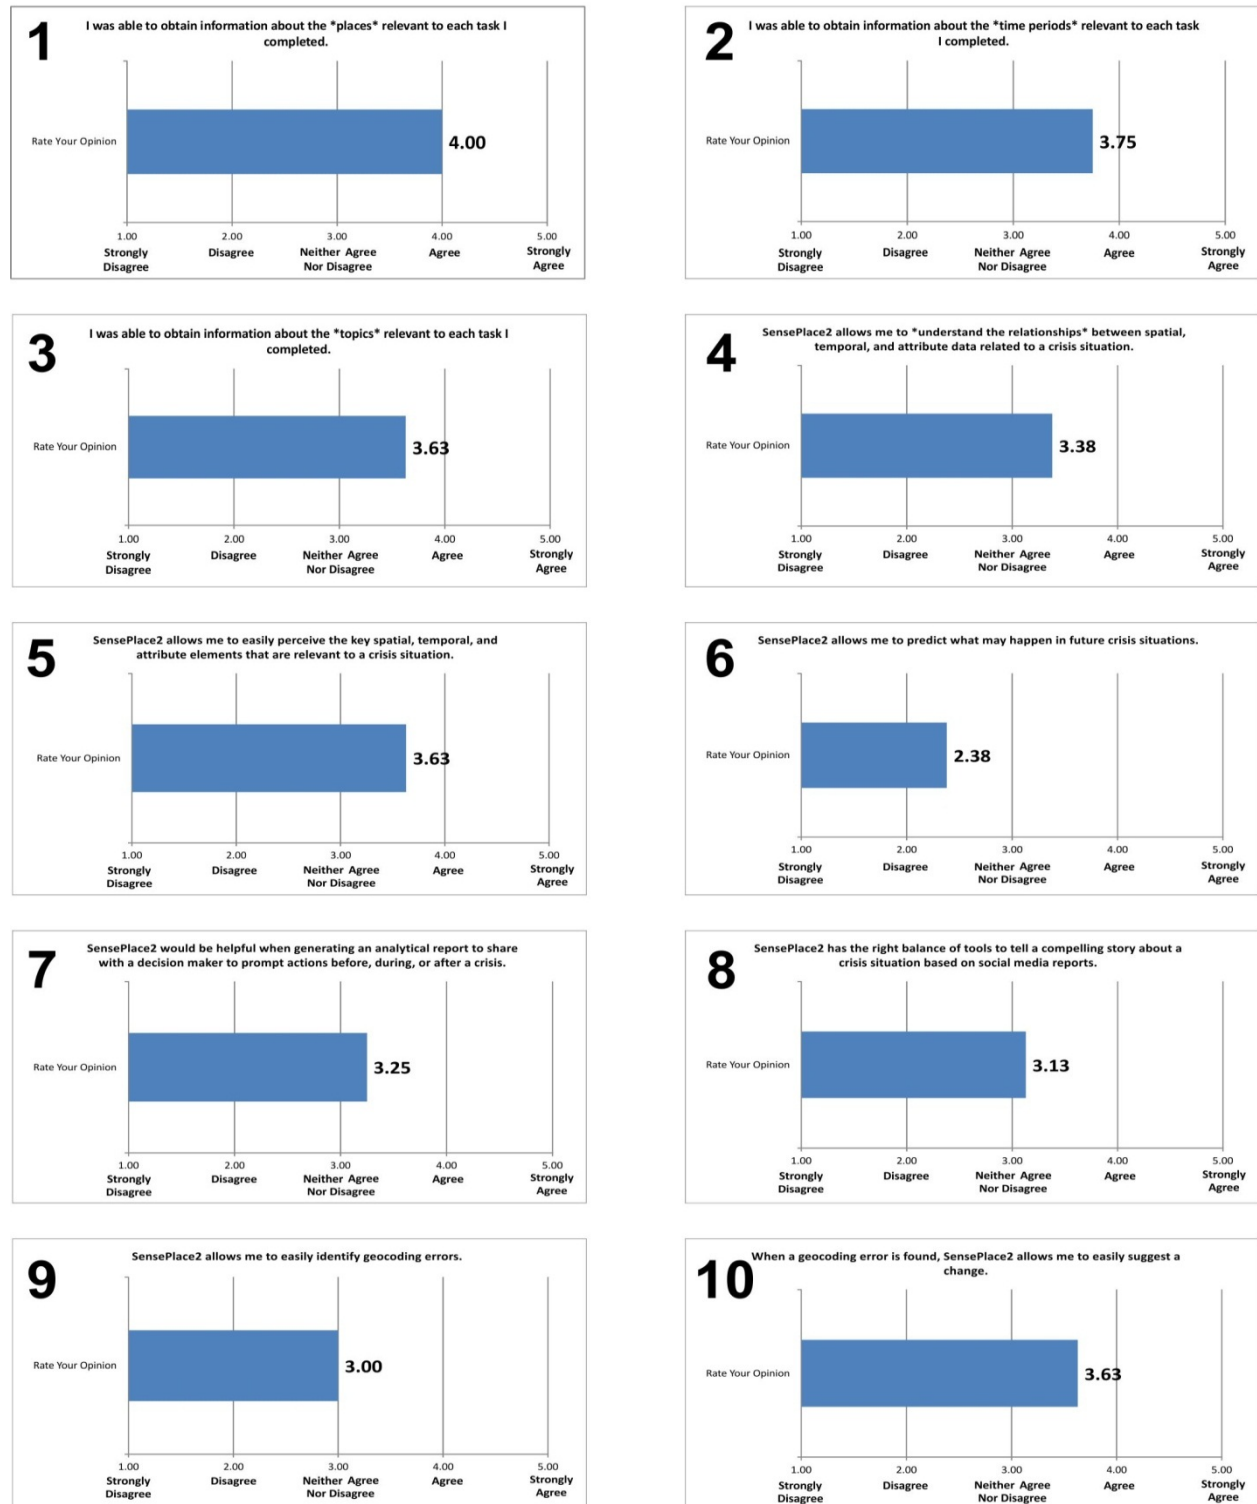 1
I was able to obtain information about the *places* relevant to each task I
completed.
Rate Your Opinion
4.00
1.00 2.00 3.00 4.00 5.00
Strongly Disagree Neither Agree Agree Strongly
Disagree Nor Disagree Agree
2
I was able to obtain information about the *time periods* relevant to each task
I completed.
Rate Your Opinion
3.75
1.00 2.00 3.00 4.00 5.00
Strongly Disagree Neither Agree Agree Strongly
Disagree Nor Disagree Agree
3
I was able to obtain information about the *topics* relevant to each task I
completed.
Rate Your Opinion
3.63
1.00 2.00 3.00 4.00 5.00
Strongly Disagree Neither Agree Agree Strongly
Disagree Nor Disagree Agree
4
SensePlace2 allows me to *understand the relationships* between spatial,
temporal, and attribute data related to a crisis situation.
Rate Your Opinion
3.38
1.00 2.00 3.00 4.00 5.00
Strongly Disagree Neither Agree Agree Strongly
Disagree Nor Disagree Agree
5
SensePlace2 allows me to easily perceive the key spatial, temporal, and
attribute elements that are relevant to a crisis situation.
Rate Your Opinion
3.63
1.00 2.00 3.00 4.00 5.00
Strongly Disagree Neither Agree Agree Strongly
Disagree Nor Disagree Agree
6
SensePlace2 allows me to predict what may happen in future crisis situations.
Rate Your Opinion
2.38
1.00 2.00 3.00 4.00 5.00
Strongly Disagree Neither Agree Agree Strongly
Disagree Nor Disagree Agree
7
SensePlace2 would be helpful when generating an analytical report to share
with a decision maker to prompt actions before, during, or after a crisis.
Rate Your Opinion
3.25
1.00 2.00 3.00 4.00 5.00
Strongly Disagree Neither Agree Agree Strongly
Disagree Nor Disagree Agree
8
SensePlace2 has the right balance of tools to tell a compelling story about a
crisis situation based on social media reports.
Rate Your Opinion
3.13
1.00 2.00 3.00 4.00 5.00
Strongly Disagree Neither Agree Agree Strongly
Disagree Nor Disagree Agree
9
SensePlace2 allows me to easily identify geocoding errors.
Rate Your Opinion
3.00
1.00 2.00 3.00 4.00 5.00
Strongly Disagree Neither Agree Agree Strongly
Disagree Nor Disagree Agree
10
When a geocoding error is found, SensePlace2 allows me to easily suggest a
change.
Rate Your Opinion
3.63
1.00 2.00 3.00 4.00 5.00
Strongly Disagree Neither Agree Agree Strongly
Disagree Nor Disagree Agree